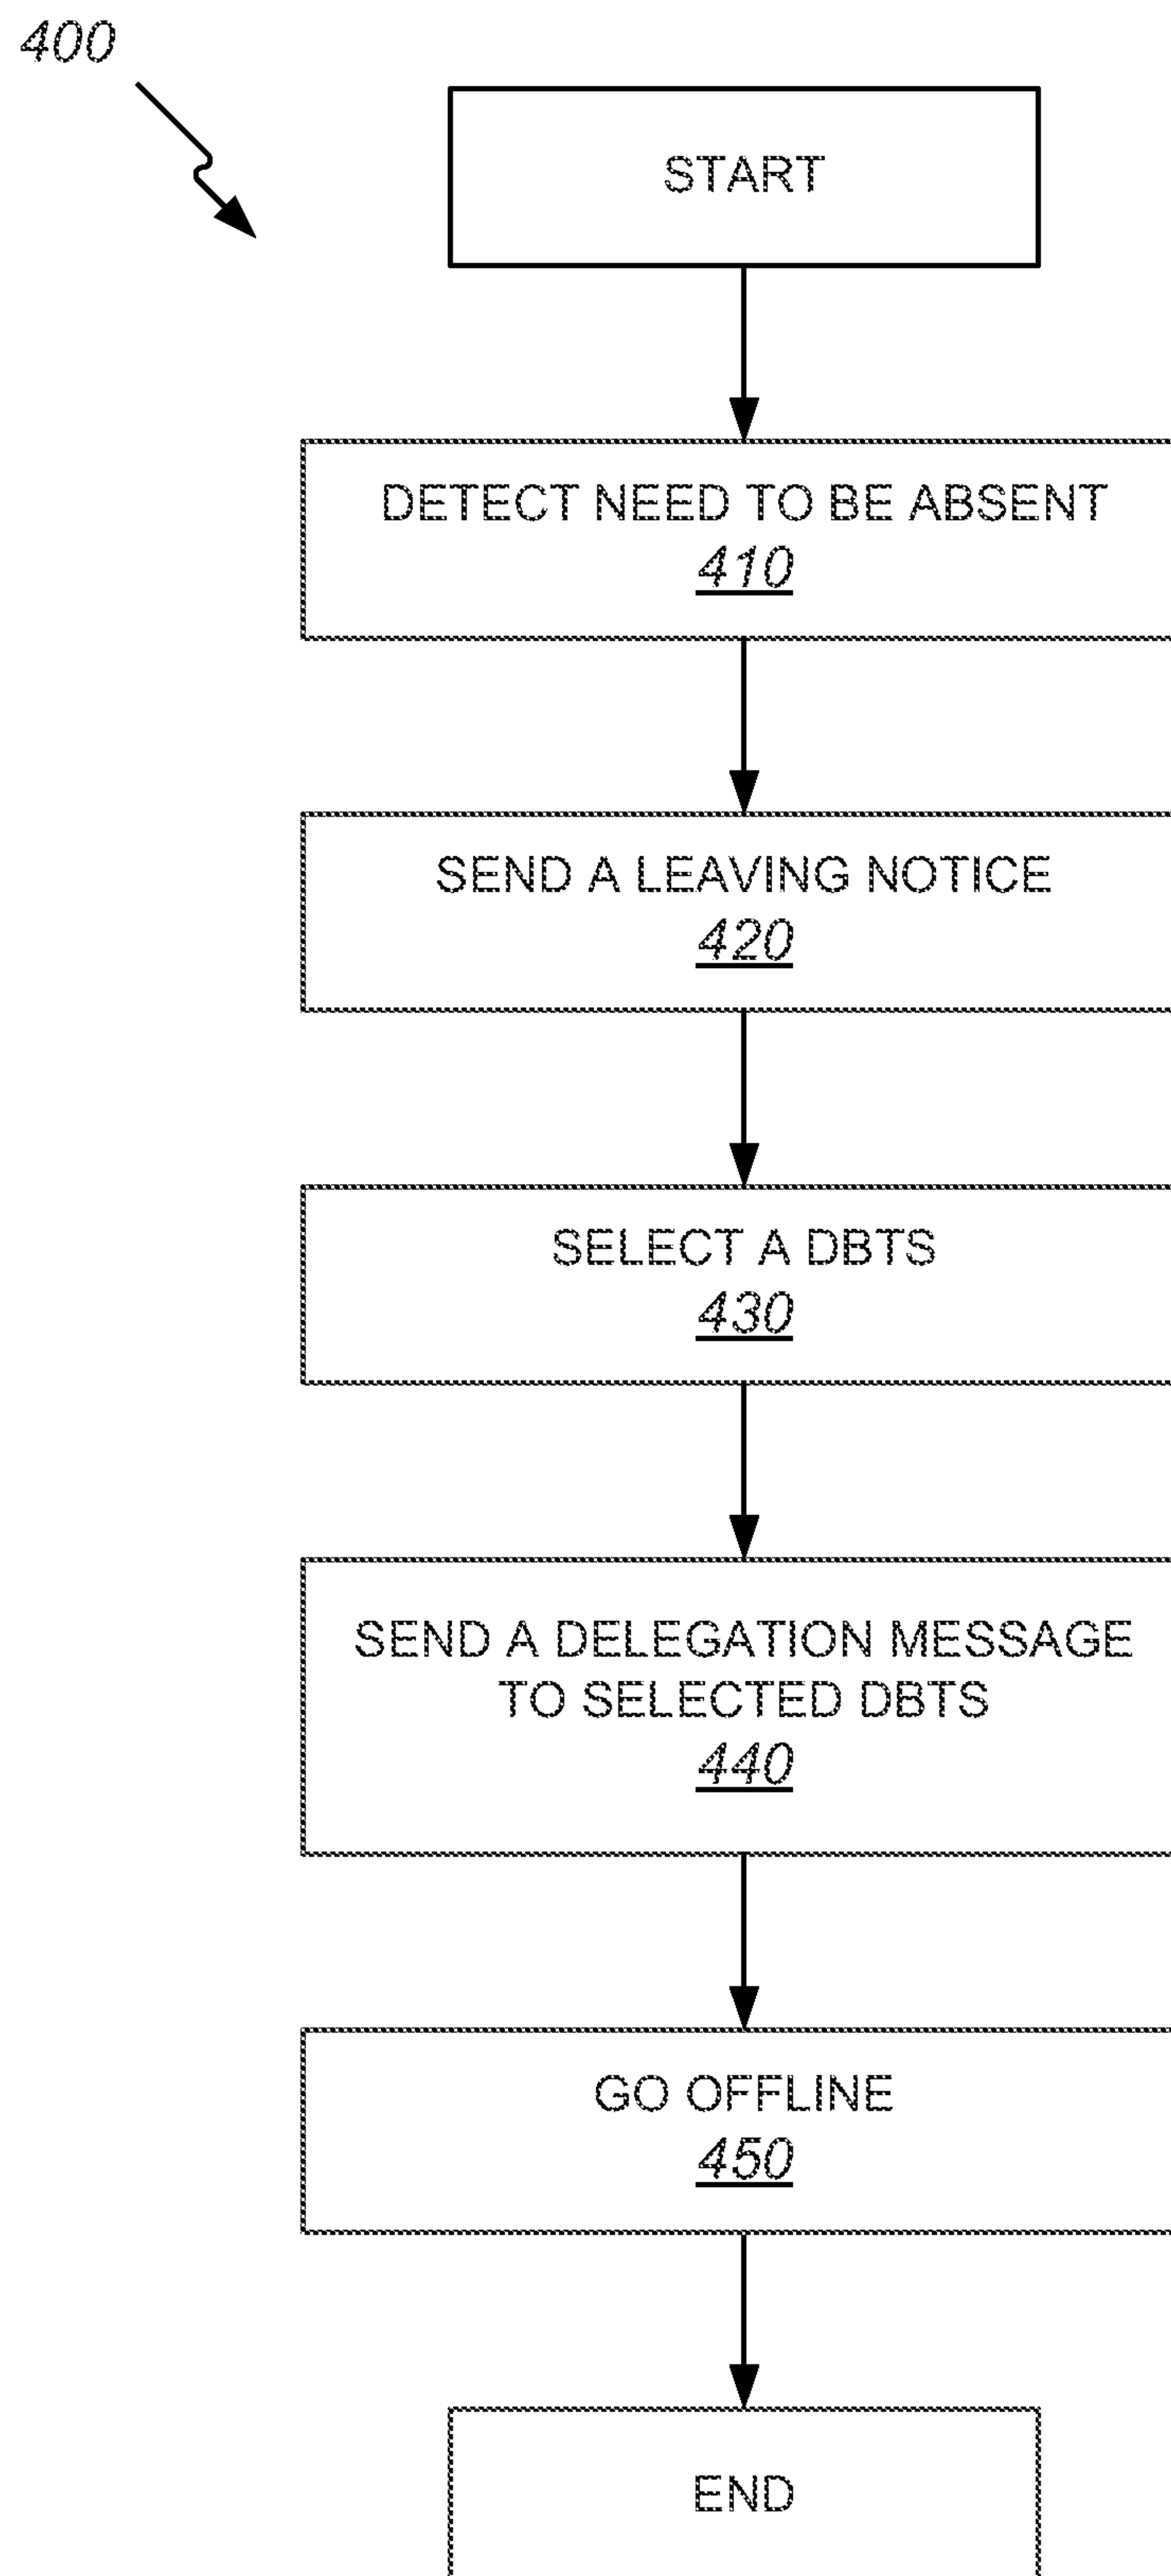 400
START
DETECT NEED TO BE ABSENT
410
SEND A LEAVING NOTICE
420
SELECT A DBTS
430
SEND A DELEGATION MESSAGE
TO SELECTED DBTS
440
GO OFFLINE
450
END